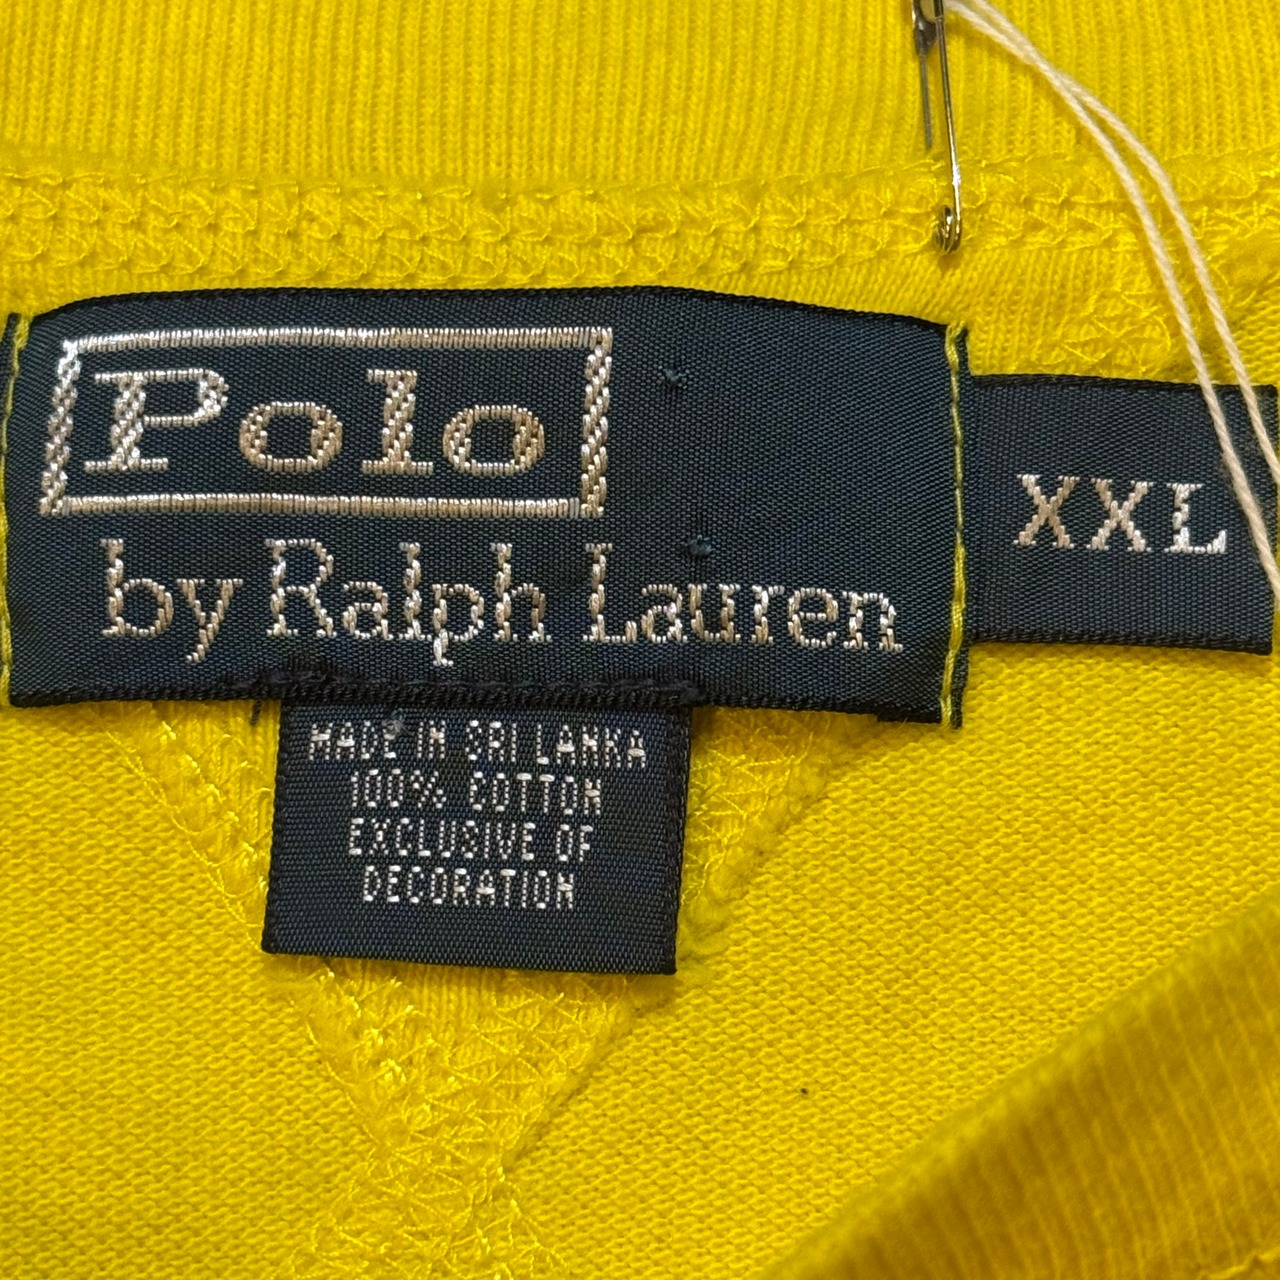 Polo
by Ralph Lauren
XXL
MADE IN SRI LANKA
100% COTTON
EXCLUSIVE OF
DECORATION